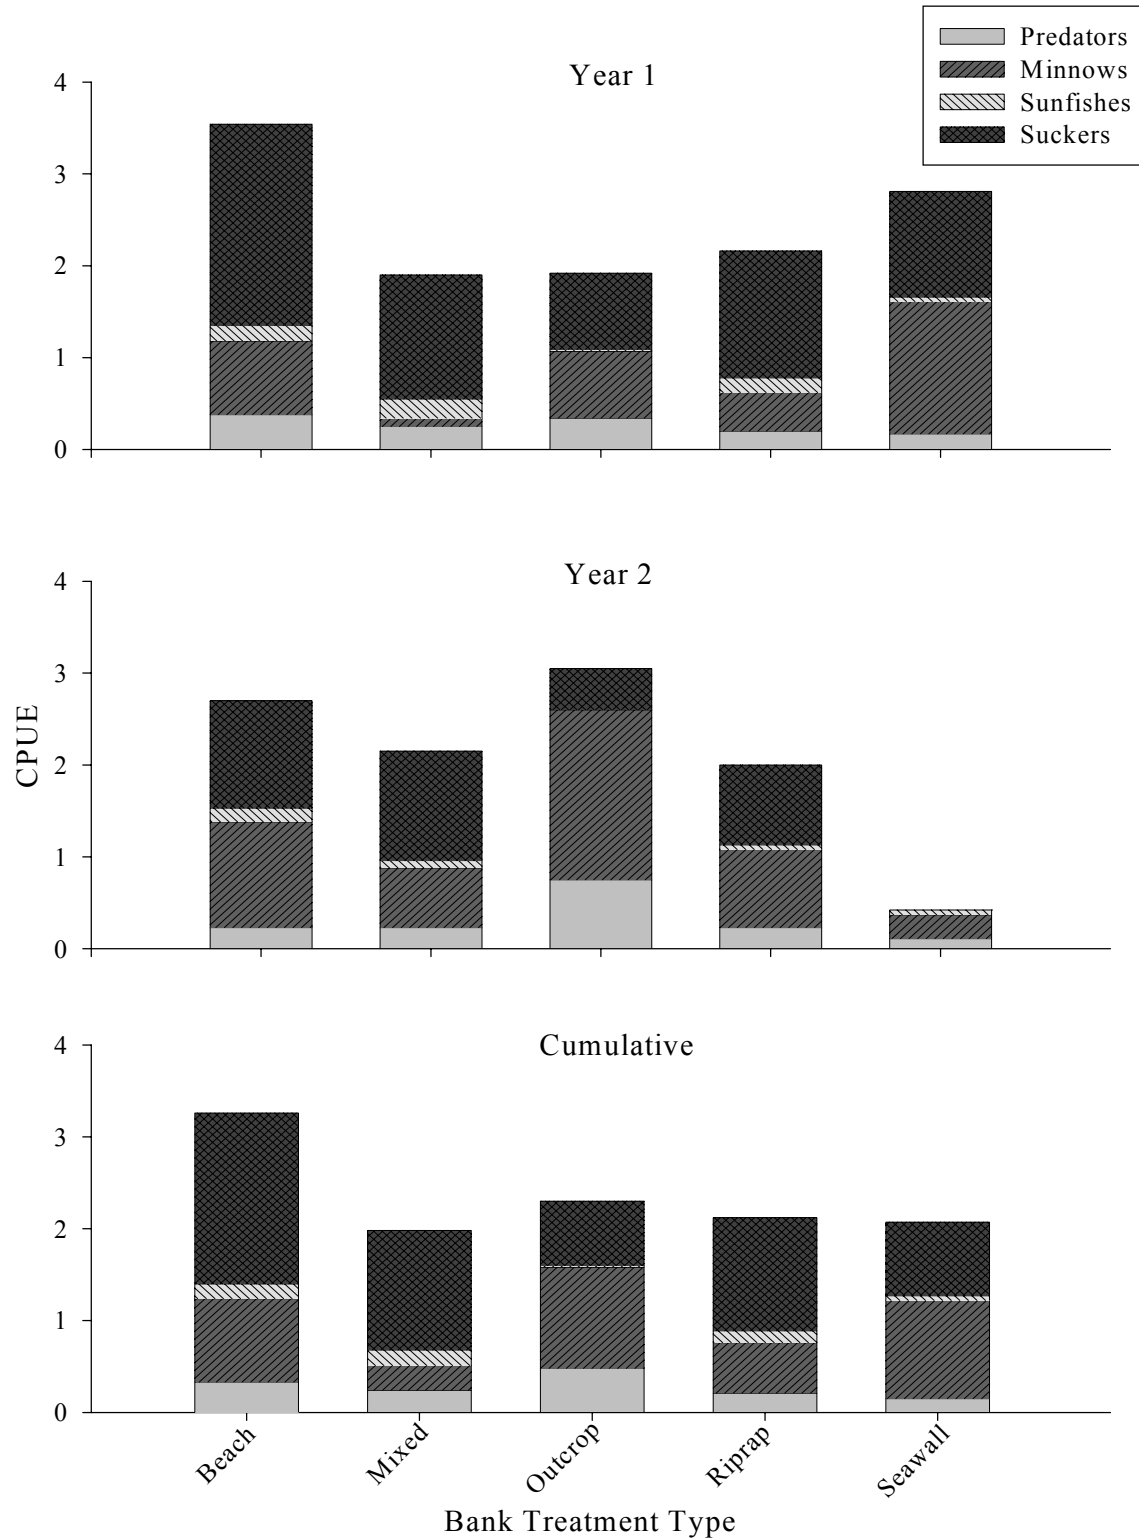 Predators
Minnows
Sunfishes
Suckers
Year 1
4
3
2
1
0
Year 2
4
3
2
1
0
CPUE
Cumulative
4
3
2
1
0
Beach
Mixed
Outcrop
Riprap
Seawall
Bank Treatment Type